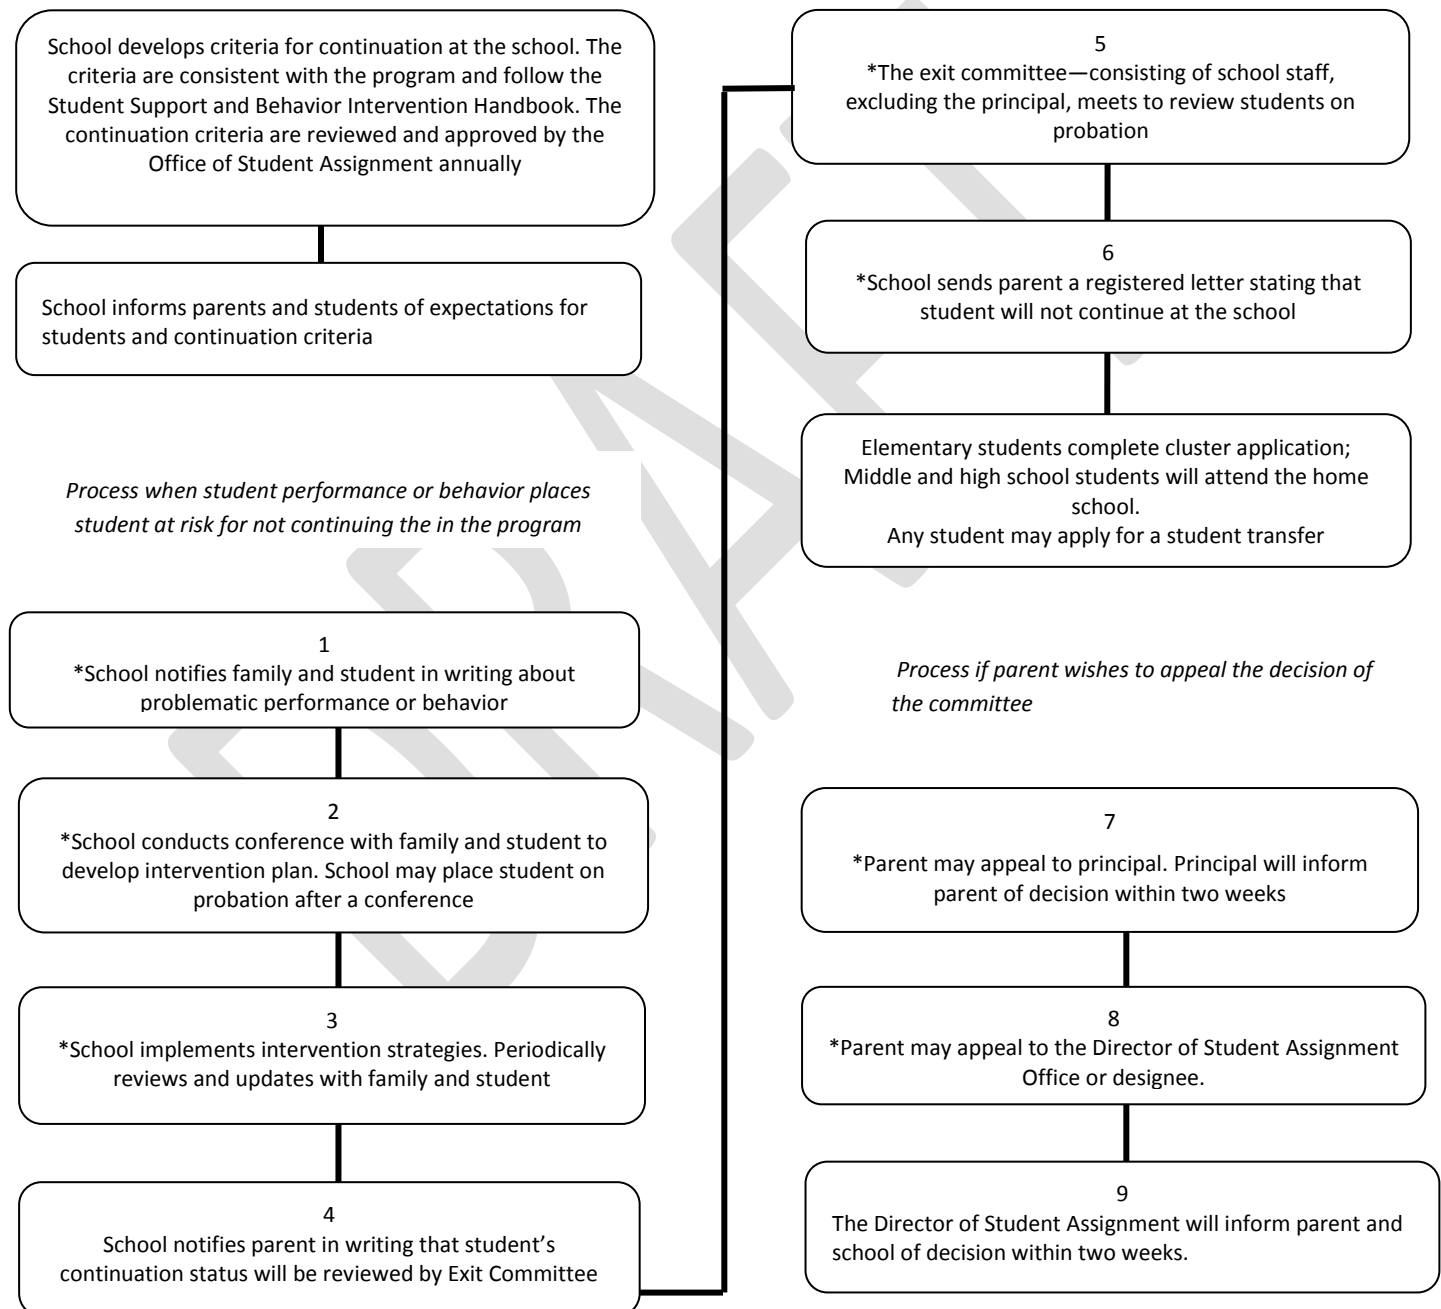 School develops criteria for continuation at the school. The
criteria are consistent with the program and follow the
Student Support and Behavior Intervention Handbook. The
continuation criteria are reviewed and approved by the
Office of Student Assignment annually
School informs parents and students of expectations for
students and continuation criteria
Process when student performance or behavior places
student at risk for not continuing the in the program
1
*School notifies family and student in writing about
problematic performance or behavior
2
*School conducts conference with family and student to
develop intervention plan. School may place student on
probation after a conference
3
*School implements intervention strategies. Periodically
reviews and updates with family and student
4
School notifies parent in writing that student’s
continuation status will be reviewed by Exit Committee
5
*The exit committee—consisting of school staff,
excluding the principal, meets to review students on
probation
6
*School sends parent a registered letter stating that
student will not continue at the school
Elementary students complete cluster application;
Middle and high school students will attend the home
school.
Any student may apply for a student transfer
Process if parent wishes to appeal the decision of
the committee
7
*Parent may appeal to principal. Principal will inform
parent of decision within two weeks
8
*Parent may appeal to the Director of Student Assignment
Office or designee.
9
The Director of Student Assignment will inform parent and
school of decision within two weeks.
DRAFT